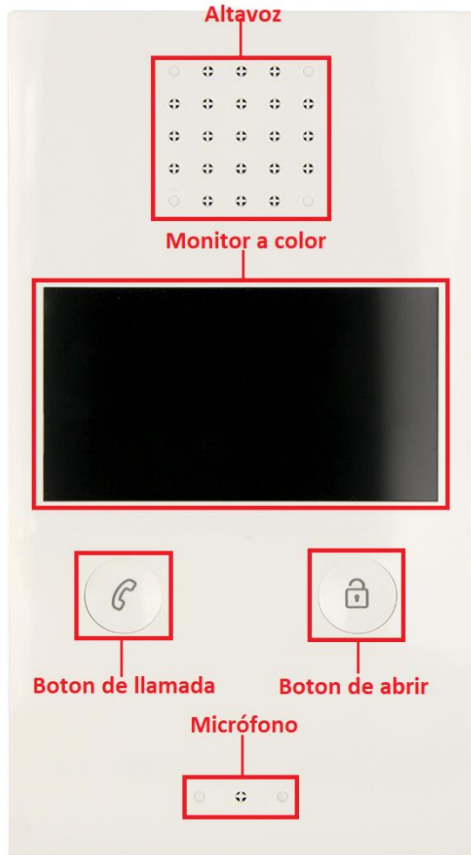 Altavoz
Monitor a color
Boton de llamada
Boton de abrir
Micrófono